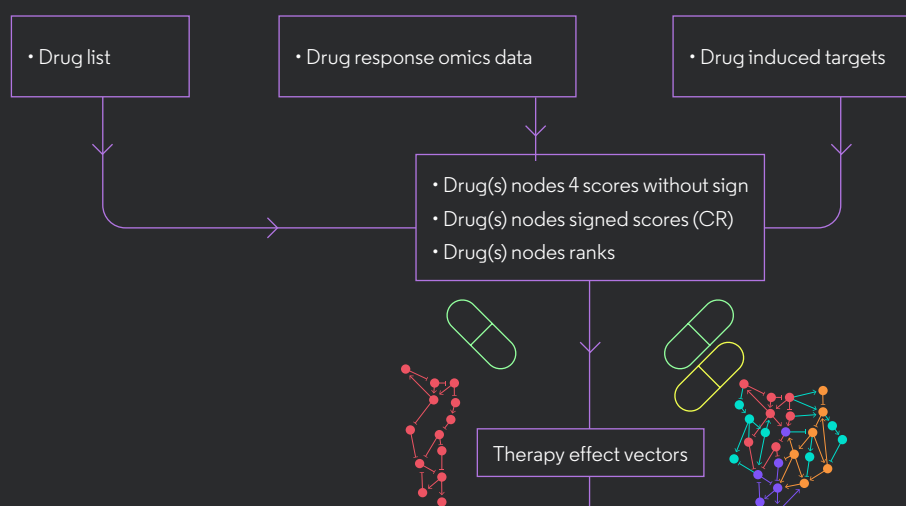 • Drug list
• Drug response omics data
• Drug induced targets
• Drug(s) nodes 4 scores without sign
• Drug(s) nodes signed scores (CR)
• Drug(s) nodes ranks
Therapy effect vectors